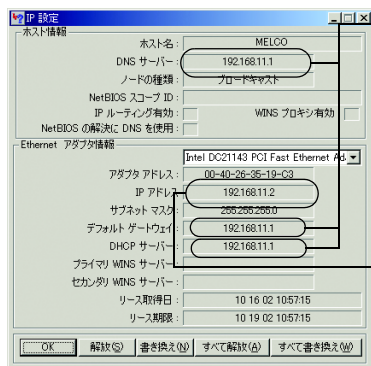 IP 設定
ホスト情報
ホスト名 : MELCO
DNS サーバー : 192.168.11.1
ノードの種類 : ブロードキャスト
NetBIOS スコープ ID :
IP ルーティング有効 : WINS プロキシ有効 :
NetBIOS の解決に DNS を使用 :
Ethernet アダプタ情報
Intel DC21143 PCI Fast Ethernet Ad
アダプタ アドレス : 00-40-26-35-19-C3
IP アドレス 192.168.11.2
サブネット マスク : 255.255.255.0
デフォルト ゲートウェイ : 192.168.11.1
DHCP サーバー : 192.168.11.1
プライマリ WINS サーバー :
セカンダリ WINS サーバー :
リース取得日 : 10 16 02 10:57:15
リース期限 : 10 19 02 10:57:15
OK 解放(S) 書き換え(N) すべて解放(A) すべて書き換え(W)